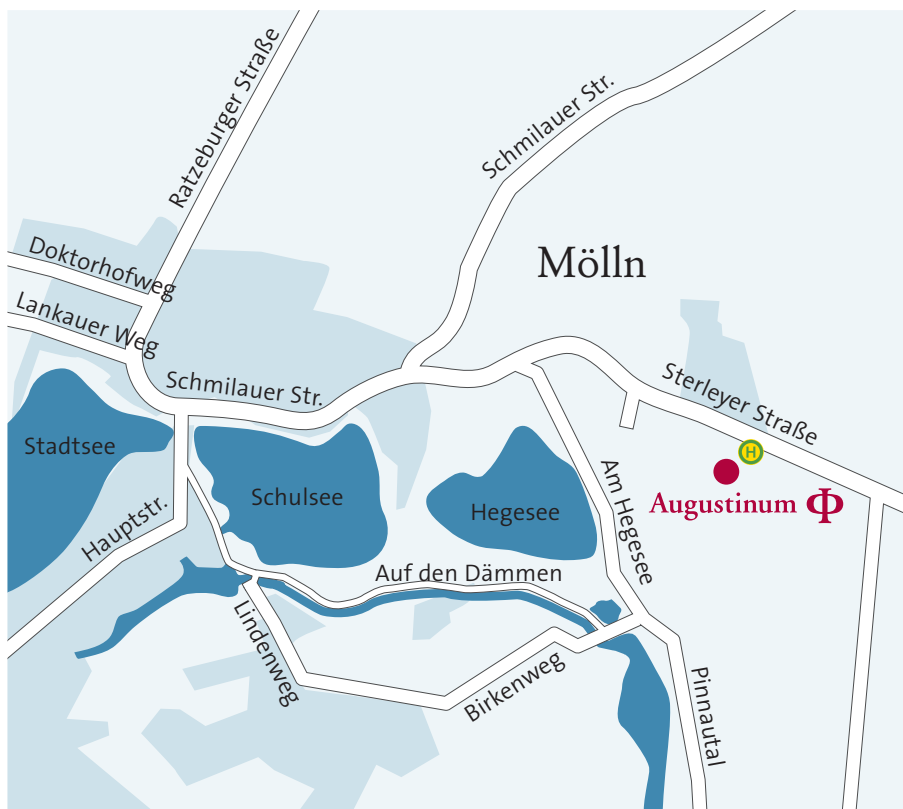 Ratzeburger Straße
Schmilauer Str.
Doktorhofweg
Mölln
Lankauer Weg
Schmilauer Str.
Sterleyer Straße
Stadtsee
H
Schulsee
Hegesee
Am Hegesee
Augustinum Φ
Hauptstr.
Auf den Dämmen
Lindenweg
Birkenweg
Pinnautal